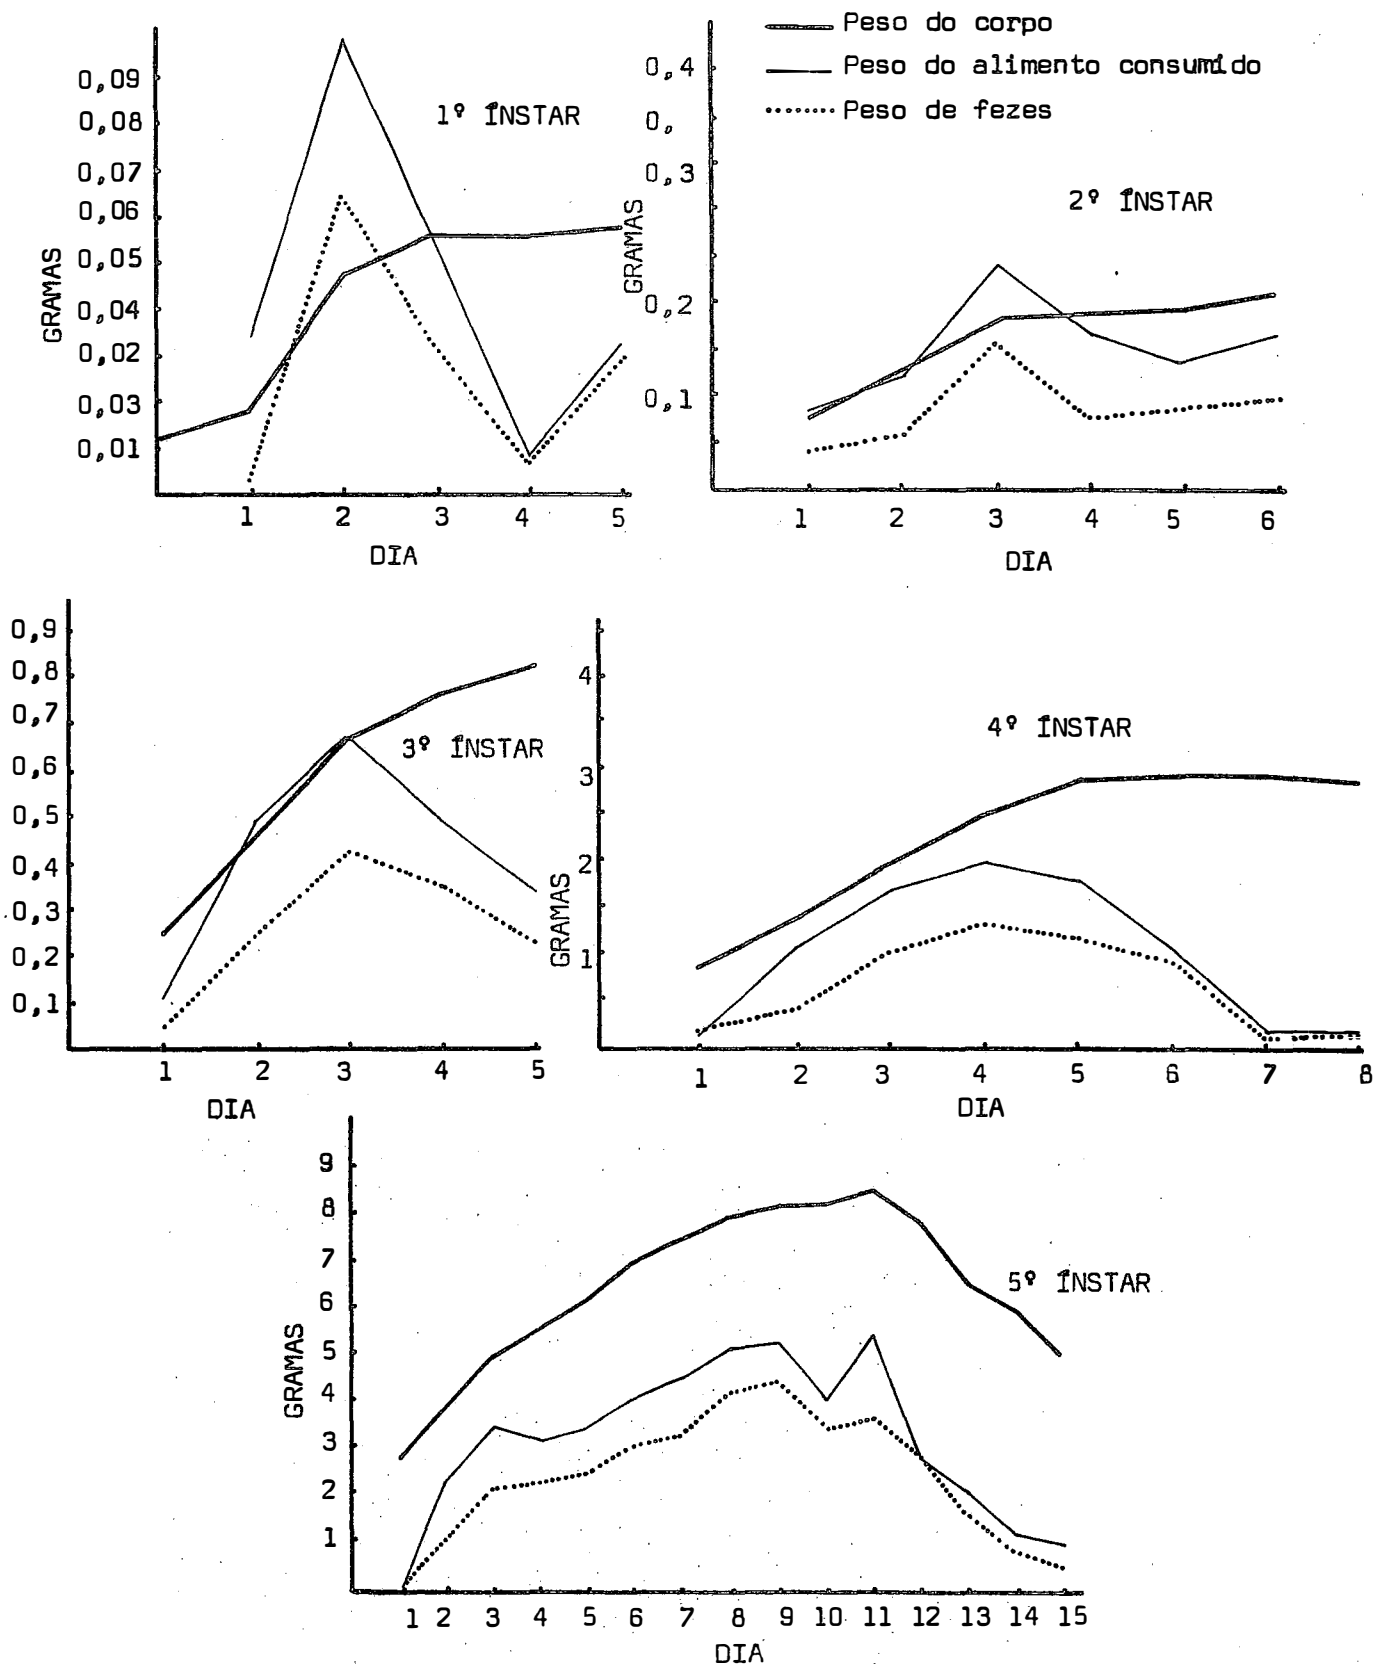 Peso do corpo
Peso do alimento consumido
Peso de fezes
1º ÍNSTAR
0,09
0,08
0,07
0,06
0,05
0,04
0,02
0,03
0,01
GRAMAS
1 2 3 4 5
DIA
2º ÍNSTAR
0,4
0,
0,3
0,2
0,1
GRAMAS
1 2 3 4 5 6
DIA
3º ÍNSTAR
0,9
0,8
0,7
0,6
0,5
0,4
0,3
0,2
0,1
1 2 3 4 5
DIA
4º ÍNSTAR
4
3
2
1
GRAMAS
1 2 3 4 5 6 7 8
DIA
5º ÍNSTAR
9
8
7
6
5
4
3
2
1
GRAMAS
1 2 3 4 5 6 7 8 9 10 11 12 13 14 15
DIA